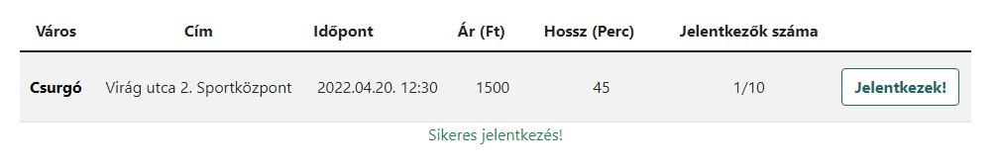 Város Cím Időpont Ár (Ft) Hossz (Perc) Jelentkezők száma
Csurgó Virág utca 2. Sportközpont 2022.04.20. 12:30 1500 45 1/10 Jelentkezek!
Sikeres jelentkezés!